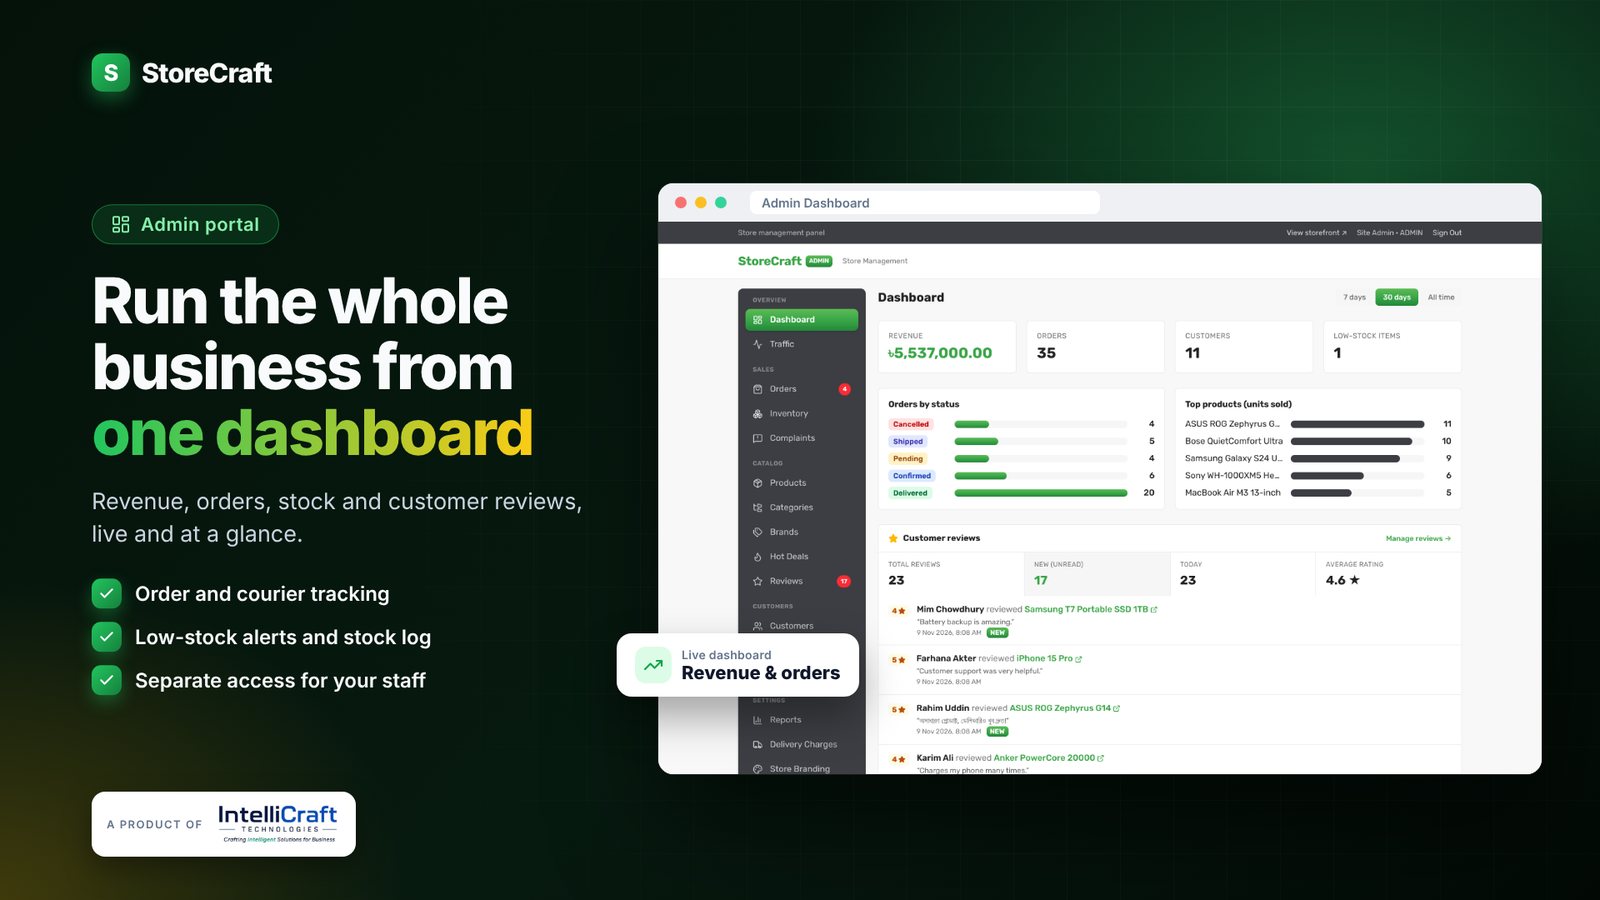 S StoreCraft
Admin portal
Run the whole
business from
one dashboard
Revenue, orders, stock and customer reviews,
live and at a glance.
Order and courier tracking
Low-stock alerts and stock log
Separate access for your staff
A PRODUCT OF
IntelliCraft
TECHNOLOGIES
Crafting Intelligent Solutions for Business
Admin Dashboard
Store management panel
View storefront ↗ Site Admin • ADMIN Sign Out
StoreCraft ADMIN Store Management
OVERVIEW
Dashboard
Traffic
SALES
Orders 4
Inventory
Complaints
CATALOG
Products
Categories
Brands
Hot Deals
Reviews 17
CUSTOMERS
Customers
Live dashboard
Revenue & orders
SETTINGS
Reports
Delivery Charges
Store Branding
Dashboard
7 days 30 days All time
REVENUE
৳5,537,000.00
ORDERS
35
CUSTOMERS
11
LOW-STOCK ITEMS
1
Orders by status
Cancelled 4
Shipped 5
Pending 4
Confirmed 6
Delivered 20
Top products (units sold)
ASUS ROG Zephyrus G... 11
Bose QuietComfort Ultra 10
Samsung Galaxy S24 U... 9
Sony WH-1000XM5 He... 6
MacBook Air M3 13-inch 5
Customer reviews
Manage reviews →
TOTAL REVIEWS
23
NEW (UNREAD)
17
TODAY
23
AVERAGE RATING
4.6 ★
4★ Mim Chowdhury reviewed Samsung T7 Portable SSD 1TB
"Battery backup is amazing."
9 Nov 2026, 8:08 AM NEW
5★ Farhana Akter reviewed iPhone 15 Pro
"Customer support was very helpful."
9 Nov 2026, 8:08 AM
5★ Rahim Uddin reviewed ASUS ROG Zephyrus G14
9 Nov 2026, 8:08 AM NEW
4★ Karim Ali reviewed Anker PowerCore 20000
"Charges my phone many times."